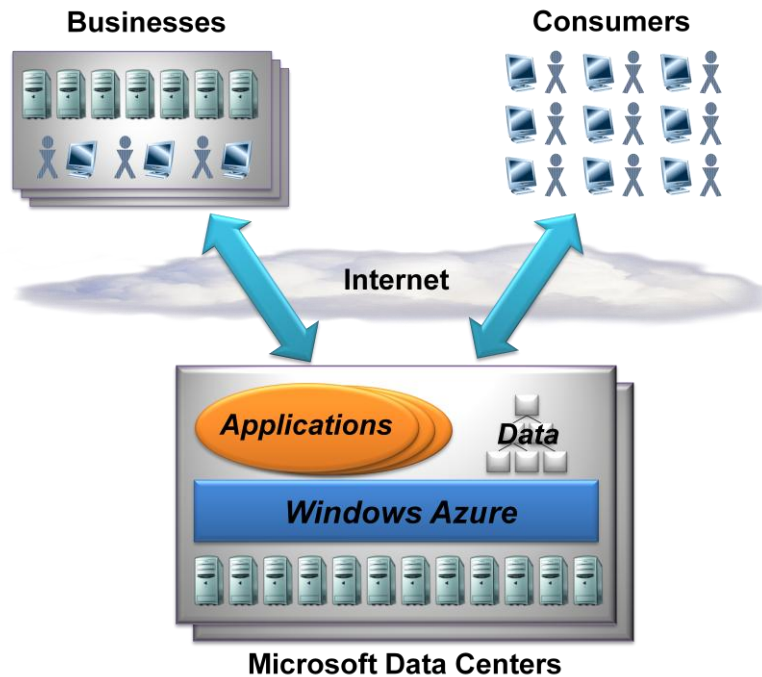 Businesses
Consumers
Internet
Applications
Data
Windows Azure
Microsoft Data Centers